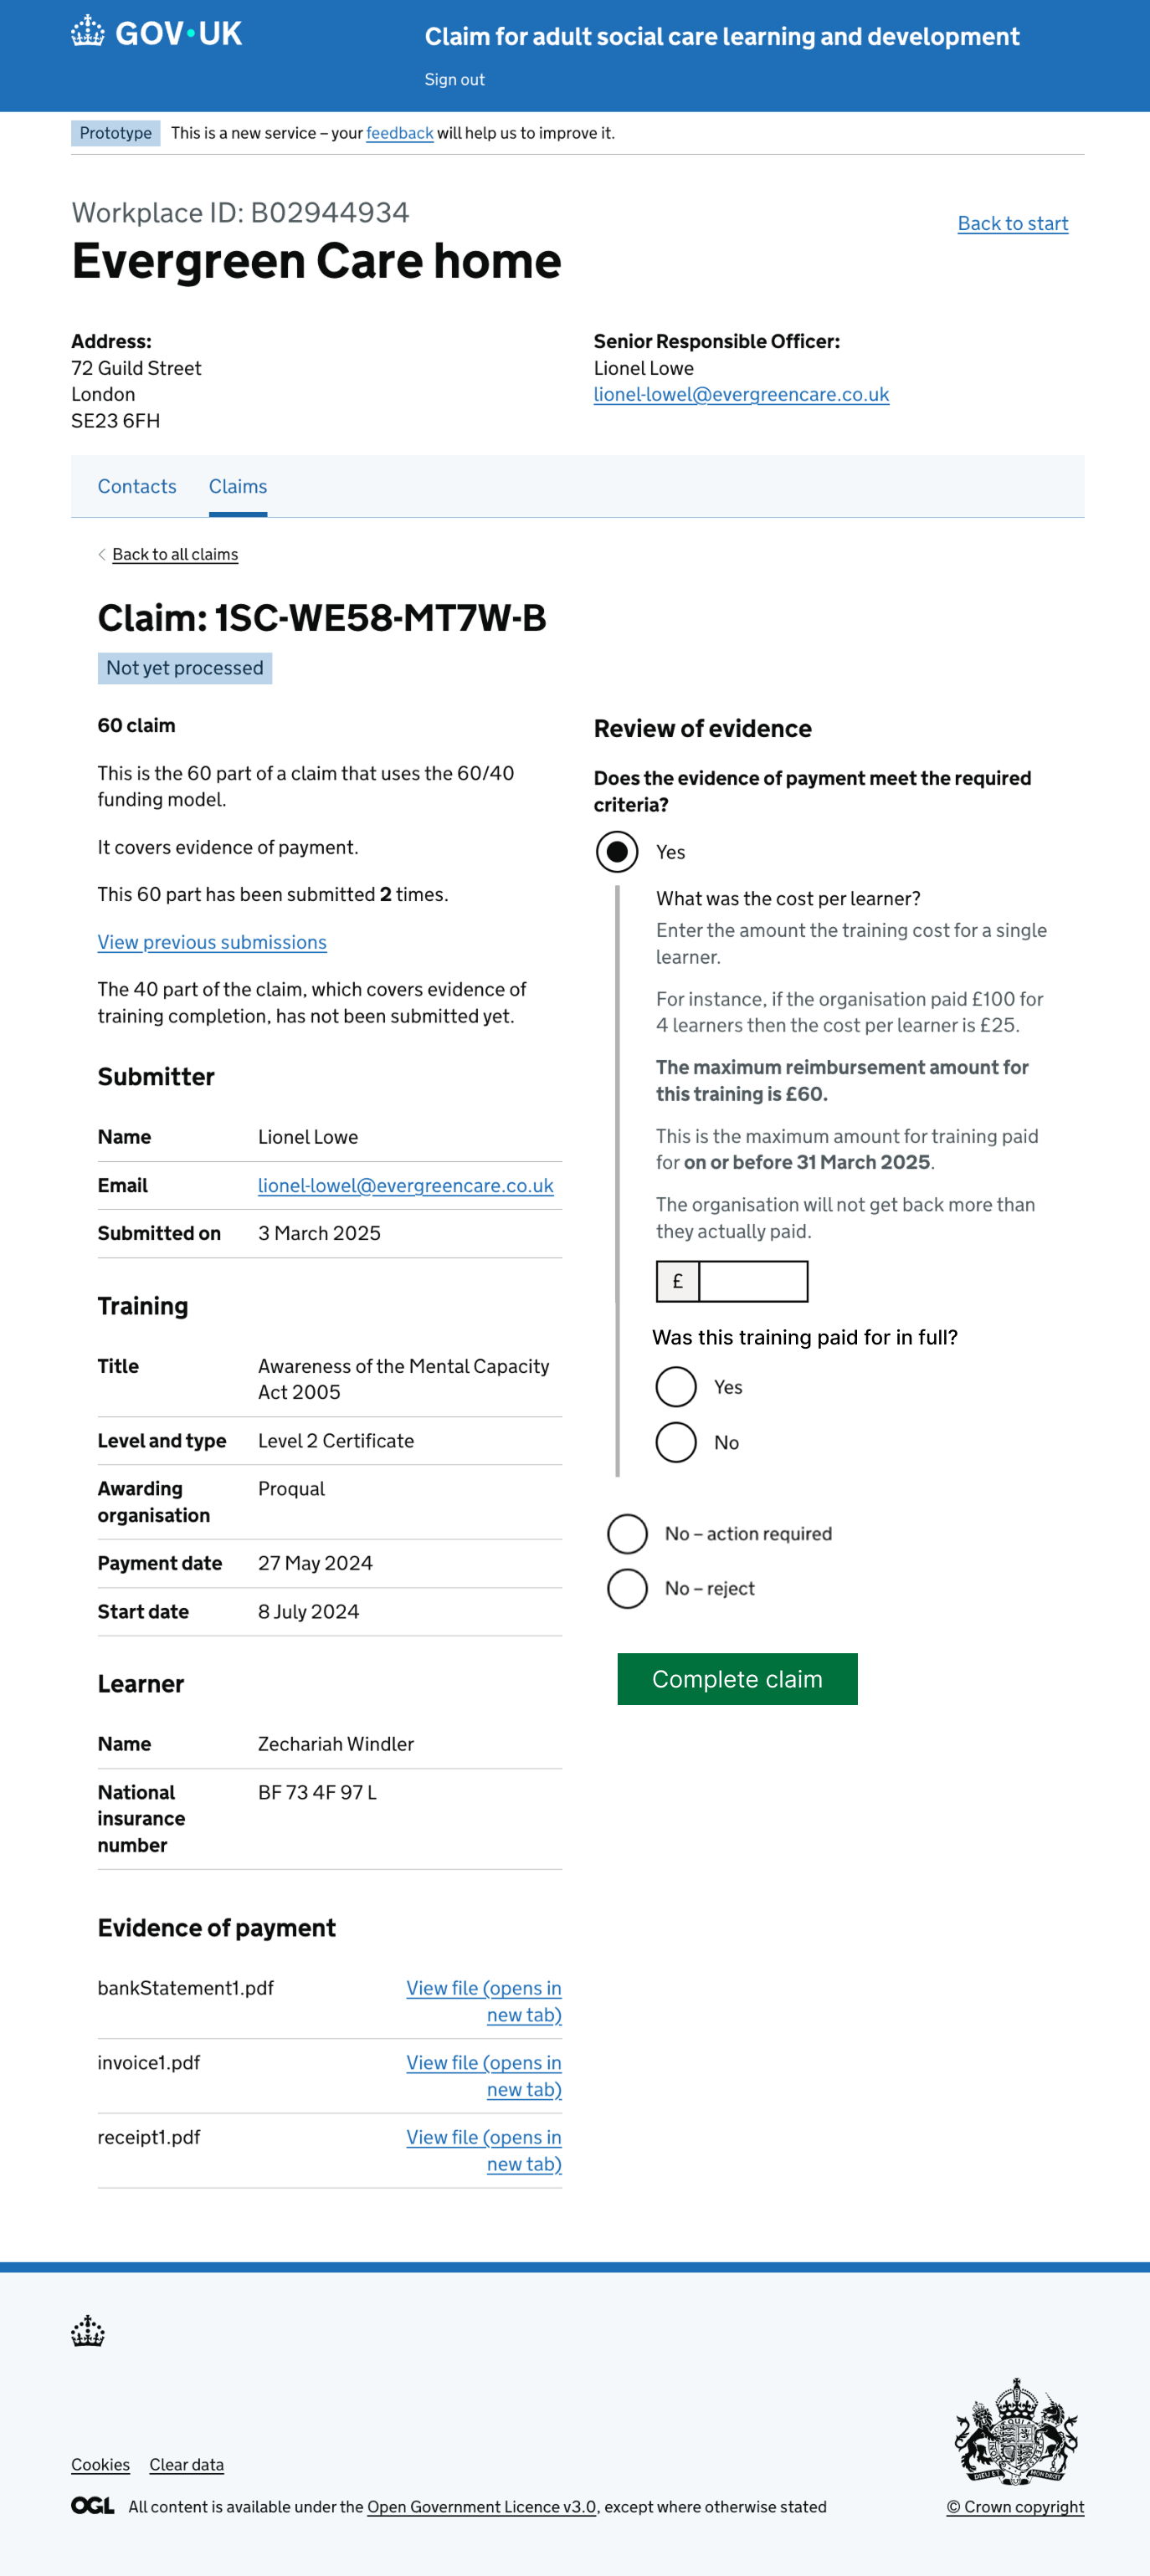 GOV·UK
Claim for adult social care learning and development
Sign out
Prototype This is a new service – your feedback will help us to improve it.
Workplace ID: B02944934
Back to start
Evergreen Care home
Address:
72 Guild Street
London
SE23 6FH
Senior Responsible Officer:
Lionel Lowe
lionel-lowel@evergreencare.co.uk
Contacts Claims
Back to all claims
Claim: 1SC-WE58-MT7W-B
Not yet processed
60 claim
This is the 60 part of a claim that uses the 60/40
funding model.
It covers evidence of payment.
This 60 part has been submitted 2 times.
View previous submissions
The 40 part of the claim, which covers evidence of
training completion, has not been submitted yet.
Submitter
Name Lionel Lowe
Email lionel-lowel@evergreencare.co.uk
Submitted on 3 March 2025
Training
Title Awareness of the Mental Capacity
Act 2005
Level and type Level 2 Certificate
Awarding Proqual
organisation
Payment date 27 May 2024
Start date 8 July 2024
Learner
Name Zechariah Windler
National BF 73 4F 97 L
insurance
number
Evidence of payment
bankStatement1.pdf View file (opens in
new tab)
invoice1.pdf View file (opens in
new tab)
receipt1.pdf View file (opens in
new tab)
Review of evidence
Does the evidence of payment meet the required
criteria?
Yes
What was the cost per learner?
Enter the amount the training cost for a single
learner.
For instance, if the organisation paid £100 for
4 learners then the cost per learner is £25.
The maximum reimbursement amount for
this training is £60.
This is the maximum amount for training paid
for on or before 31 March 2025.
The organisation will not get back more than
they actually paid.
£
Was this training paid for in full?
Yes
No
No – action required
No – reject
Complete claim
Cookies Clear data
OGL All content is available under the Open Government Licence v3.0, except where otherwise stated
© Crown copyright
DIEU ET MON DROIT